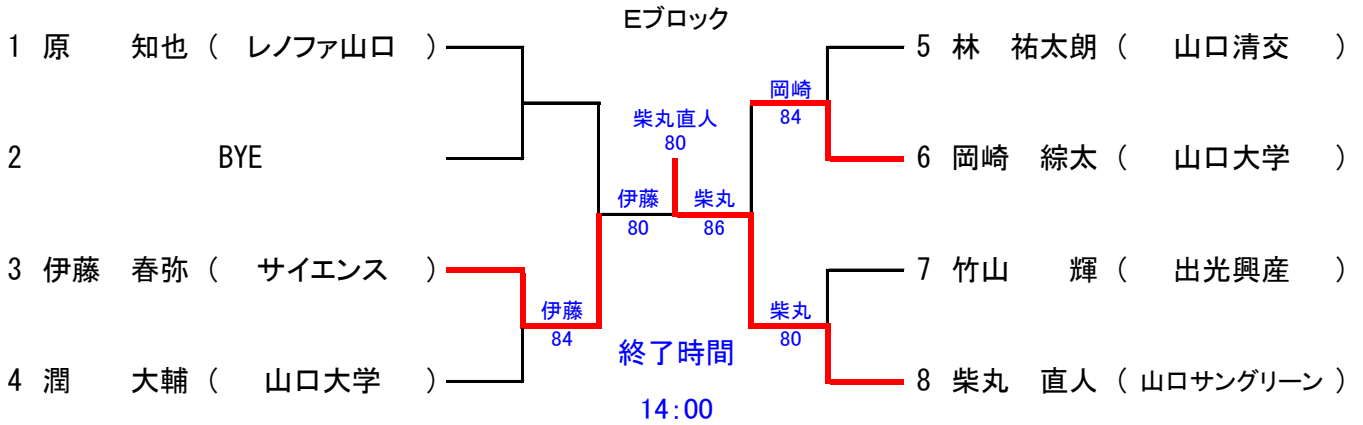 Eブロック
1 原 知也 ( レノファ山口 )
2 BYE
3 伊藤 春弥 ( サイエンス )
4 潤 大輔 ( 山口大学 )
伊藤
84
伊藤
80
柴丸直人
80
柴丸
86
岡崎
84
柴丸
80
終了時間
14:00
5 林 祐太朗 ( 山口清交 )
6 岡崎 綜太 ( 山口大学 )
7 竹山 輝 ( 出光興産 )
8 柴丸 直人 ( 山口サングリーン )